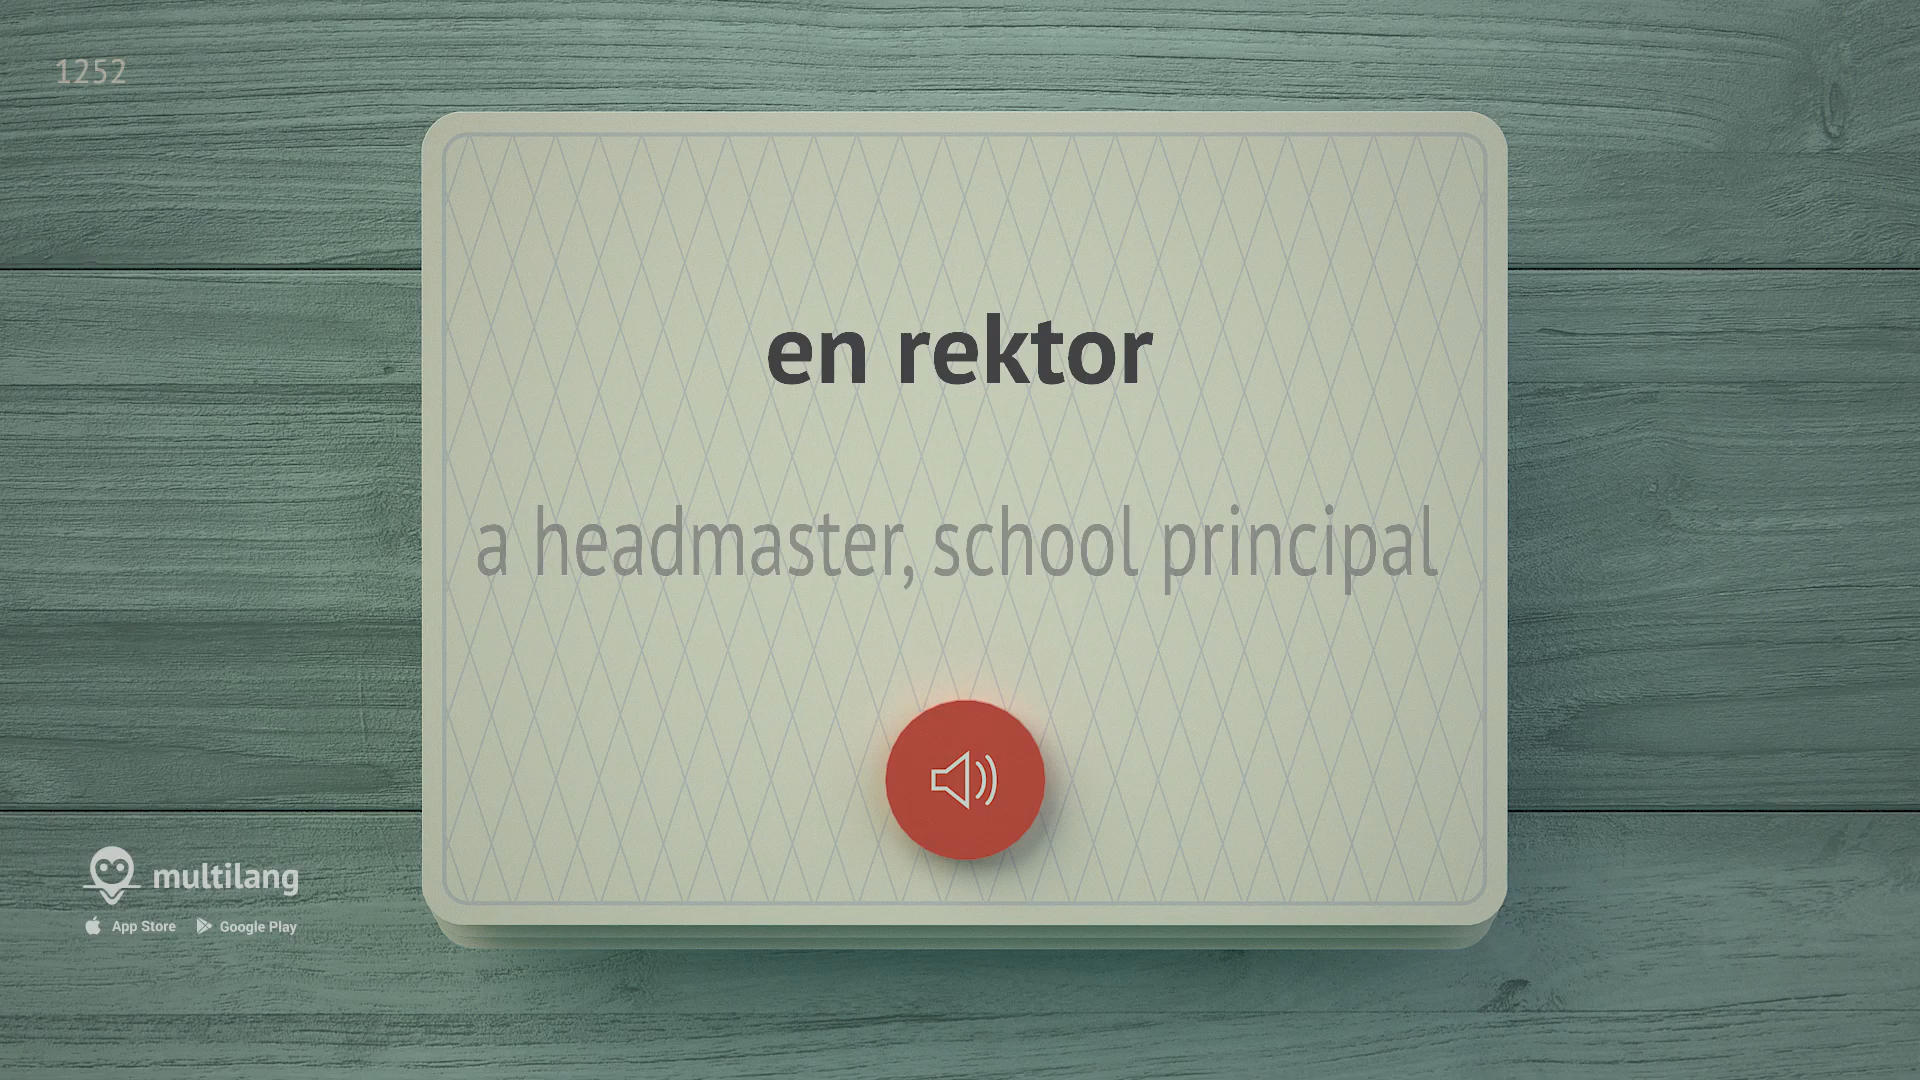 1252
en rektor
a headmaster, school principal
multilang
App Store
Google Play